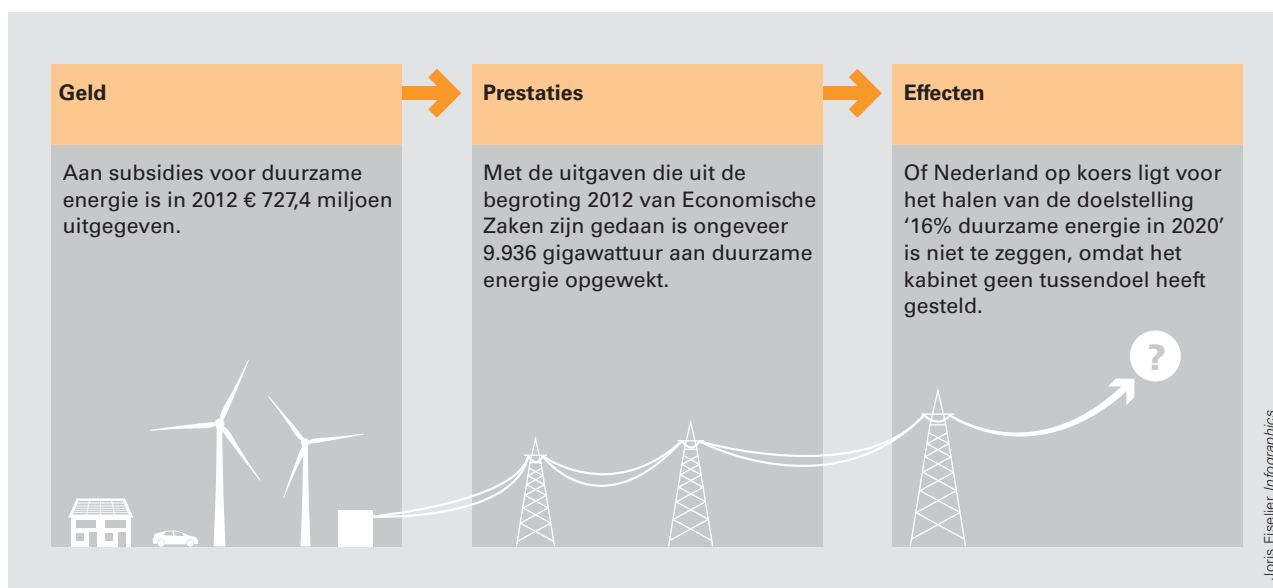 Geld
Aan subsidies voor duurzame
energie is in 2012 € 727,4 miljoen
uitgegeven.
Prestaties
Met de uitgaven die uit de
begroting 2012 van Economische
Zaken zijn gedaan is ongeveer
9.936 gigawattuur aan duurzame
energie opgewekt.
Effecten
Of Nederland op koers ligt voor
het halen van de doelstelling
‘16% duurzame energie in 2020’
is niet te zeggen, omdat het
kabinet geen tussendoel heeft
gesteld.
?
Joris Fiselier Infographics